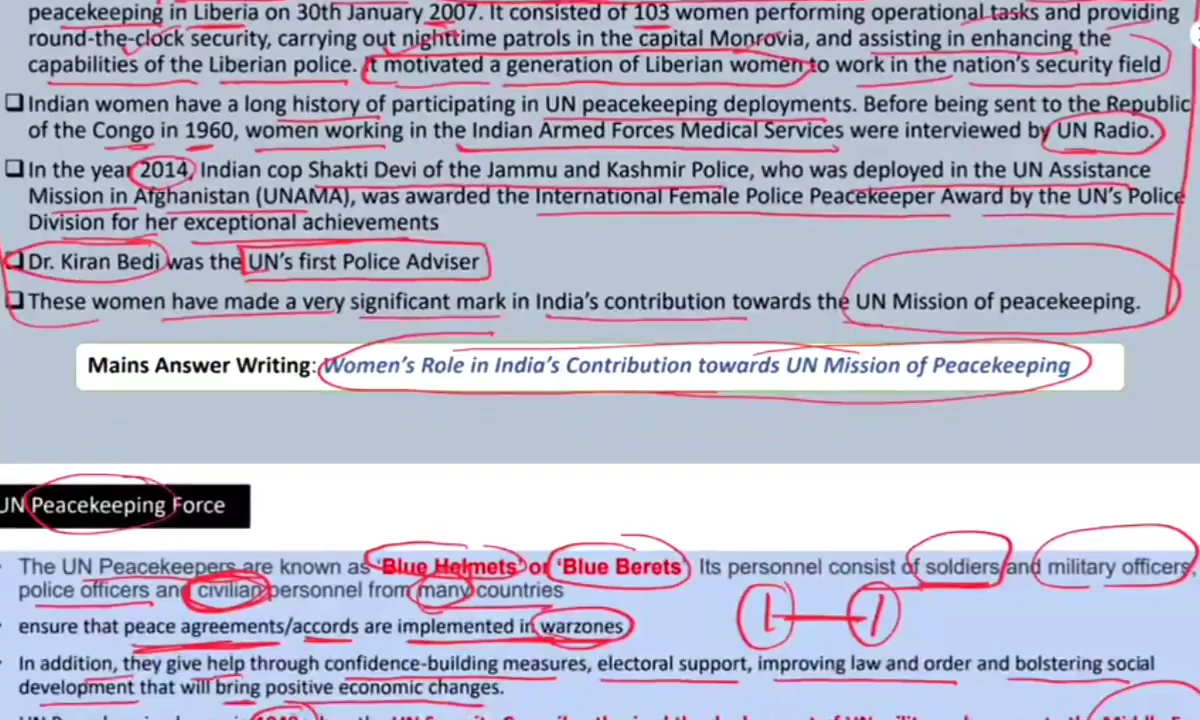 peacekeeping in Liberia on 30th January 2007. It consisted of 103 women performing operational tasks and providing
round-the-clock security, carrying out nighttime patrols in the capital Monrovia, and assisting in enhancing the
capabilities of the Liberian police. It motivated a generation of Liberian women to work in the nation's security field
❑ Indian women have a long history of participating in UN peacekeeping deployments. Before being sent to the Republic
of the Congo in 1960, women working in the Indian Armed Forces Medical Services were interviewed by UN Radio.
❑ In the year 2014, Indian cop Shakti Devi of the Jammu and Kashmir Police, who was deployed in the UN Assistance
Mission in Afghanistan (UNAMA), was awarded the International Female Police Peacekeeper Award by the UN's Police
Division for her exceptional achievements
❑ Dr. Kiran Bedi was the UN's first Police Adviser
❑ These women have made a very significant mark in India's contribution towards the UN Mission of peacekeeping.
Mains Answer Writing: Women's Role in India's Contribution towards UN Mission of Peacekeeping
UN Peacekeeping Force
The UN Peacekeepers are known as 'Blue Helmets' or 'Blue Berets' Its personnel consist of soldiers and military officers,
police officers and civilian personnel from many countries
ensure that peace agreements/accords are implemented in warzones
In addition, they give help through confidence-building measures, electoral support, improving law and order and bolstering social
development that will bring positive economic changes.